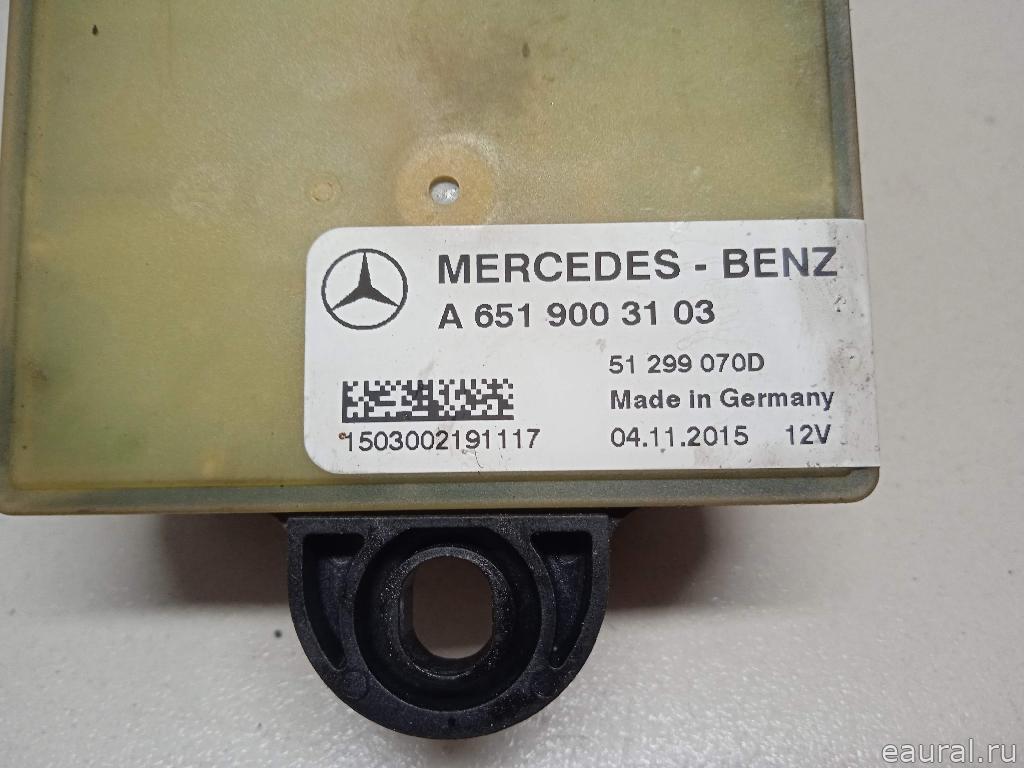 MERCEDES - BENZ
A 651 900 31 03
51 299 070D
Made in Germany
1503002191117
04.11.2015 12V
eaural.ru